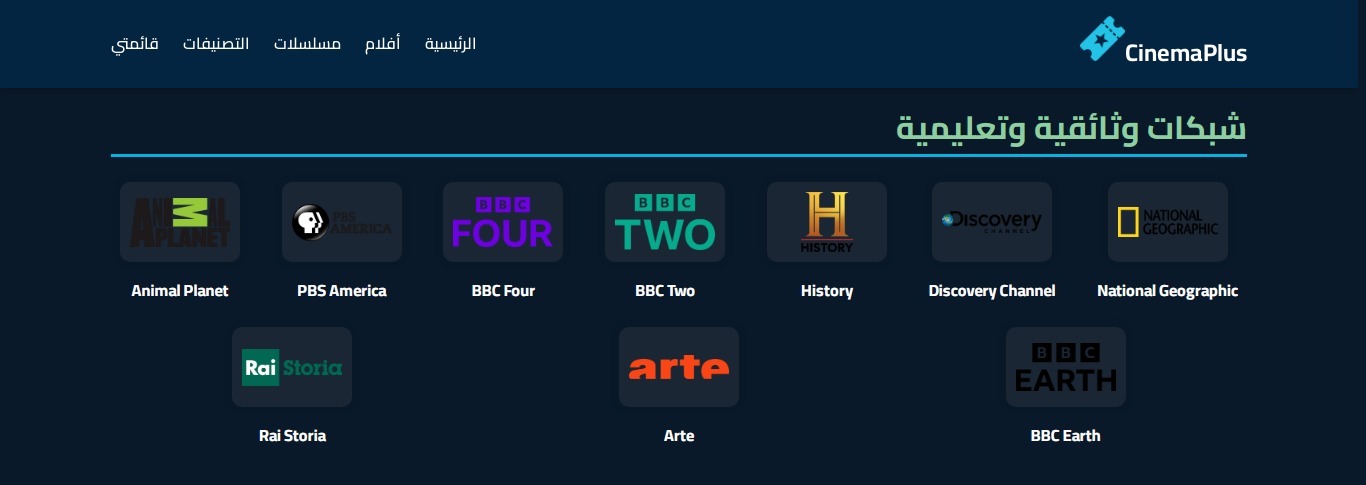 CinemaPlus
الرئيسية أفلام مسلسلات التصنيفات قائمتي
شبكات وثائقية وتعليمية
NATIONAL
GEOGRAPHIC
Discovery
CHANNEL
H
HISTORY
BBC
TWO
BBC
FOUR
PBS
AMERICA
ANIMAL
PLANET
National Geographic
Discovery Channel
History
BBC Two
BBC Four
PBS America
Animal Planet
BBC
EARTH
arte
Rai Storia
BBC Earth
Arte
Rai Storia